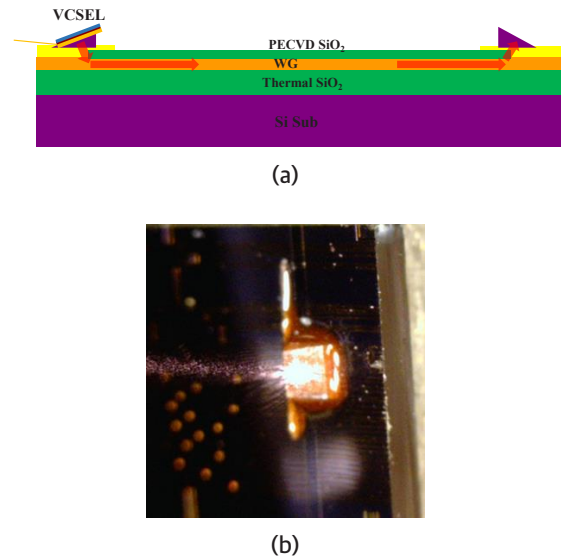 VCSEL
PECVD SiO₂
WG
Thermal SiO₂
Si Sub
(a)
(b)